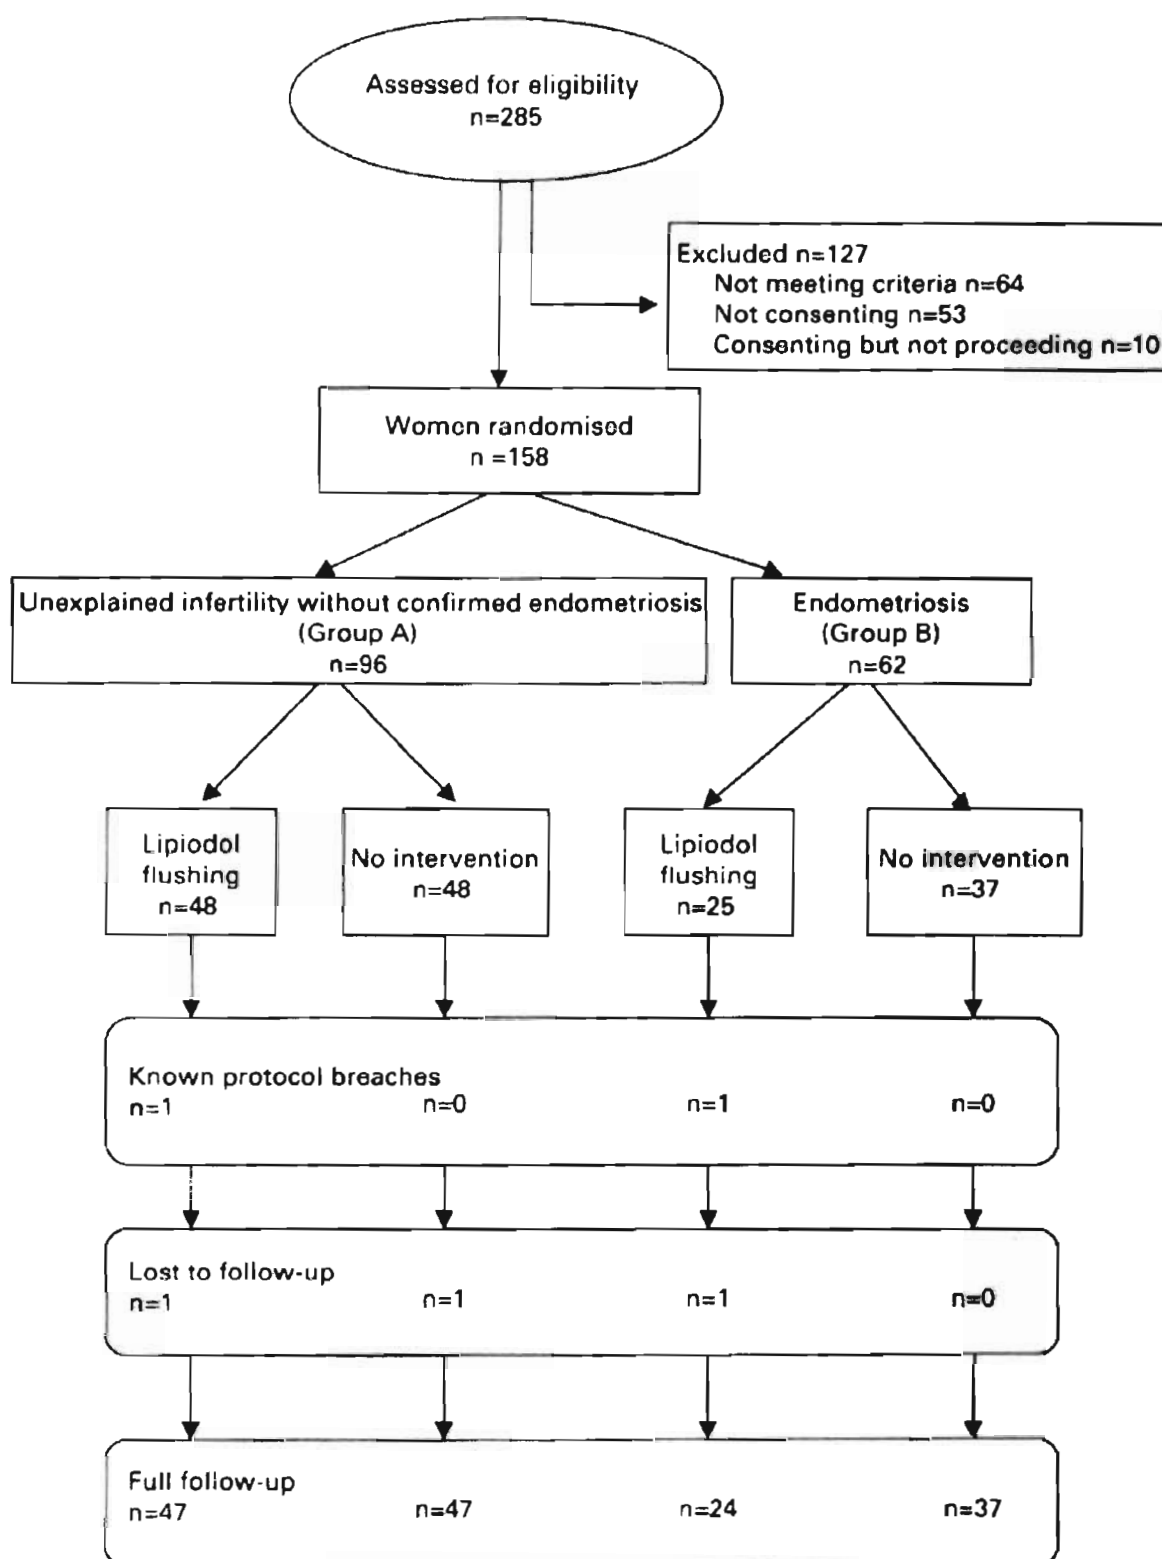 Assessed for eligibility
n=285
Excluded n=127
Not meeting criteria n=64
Not consenting n=53
Consenting but not proceeding n=10
Women randomised
n =158
Unexplained infertility without confirmed endometriosis
(Group A)
n=96
Endometriosis
(Group B)
n=62
Lipiodol
flushing
n=48
No intervention
n=48
Lipiodol
flushing
n=25
No intervention
n=37
Known protocol breaches
n=1 n=0 n=1 n=0
Lost to follow-up
n=1 n=1 n=1 n=0
Full follow-up
n=47 n=47 n=24 n=37